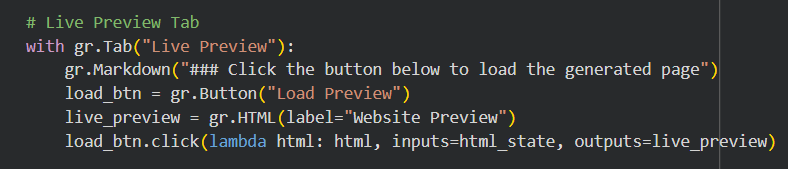 # Live Preview Tab
with gr.Tab("Live Preview"):
gr.Markdown("### Click the button below to load the generated page")
load_btn = gr.Button("Load Preview")
live_preview = gr.HTML(label="Website Preview")
load_btn.click(lambda html: html, inputs=html_state, outputs=live_preview)